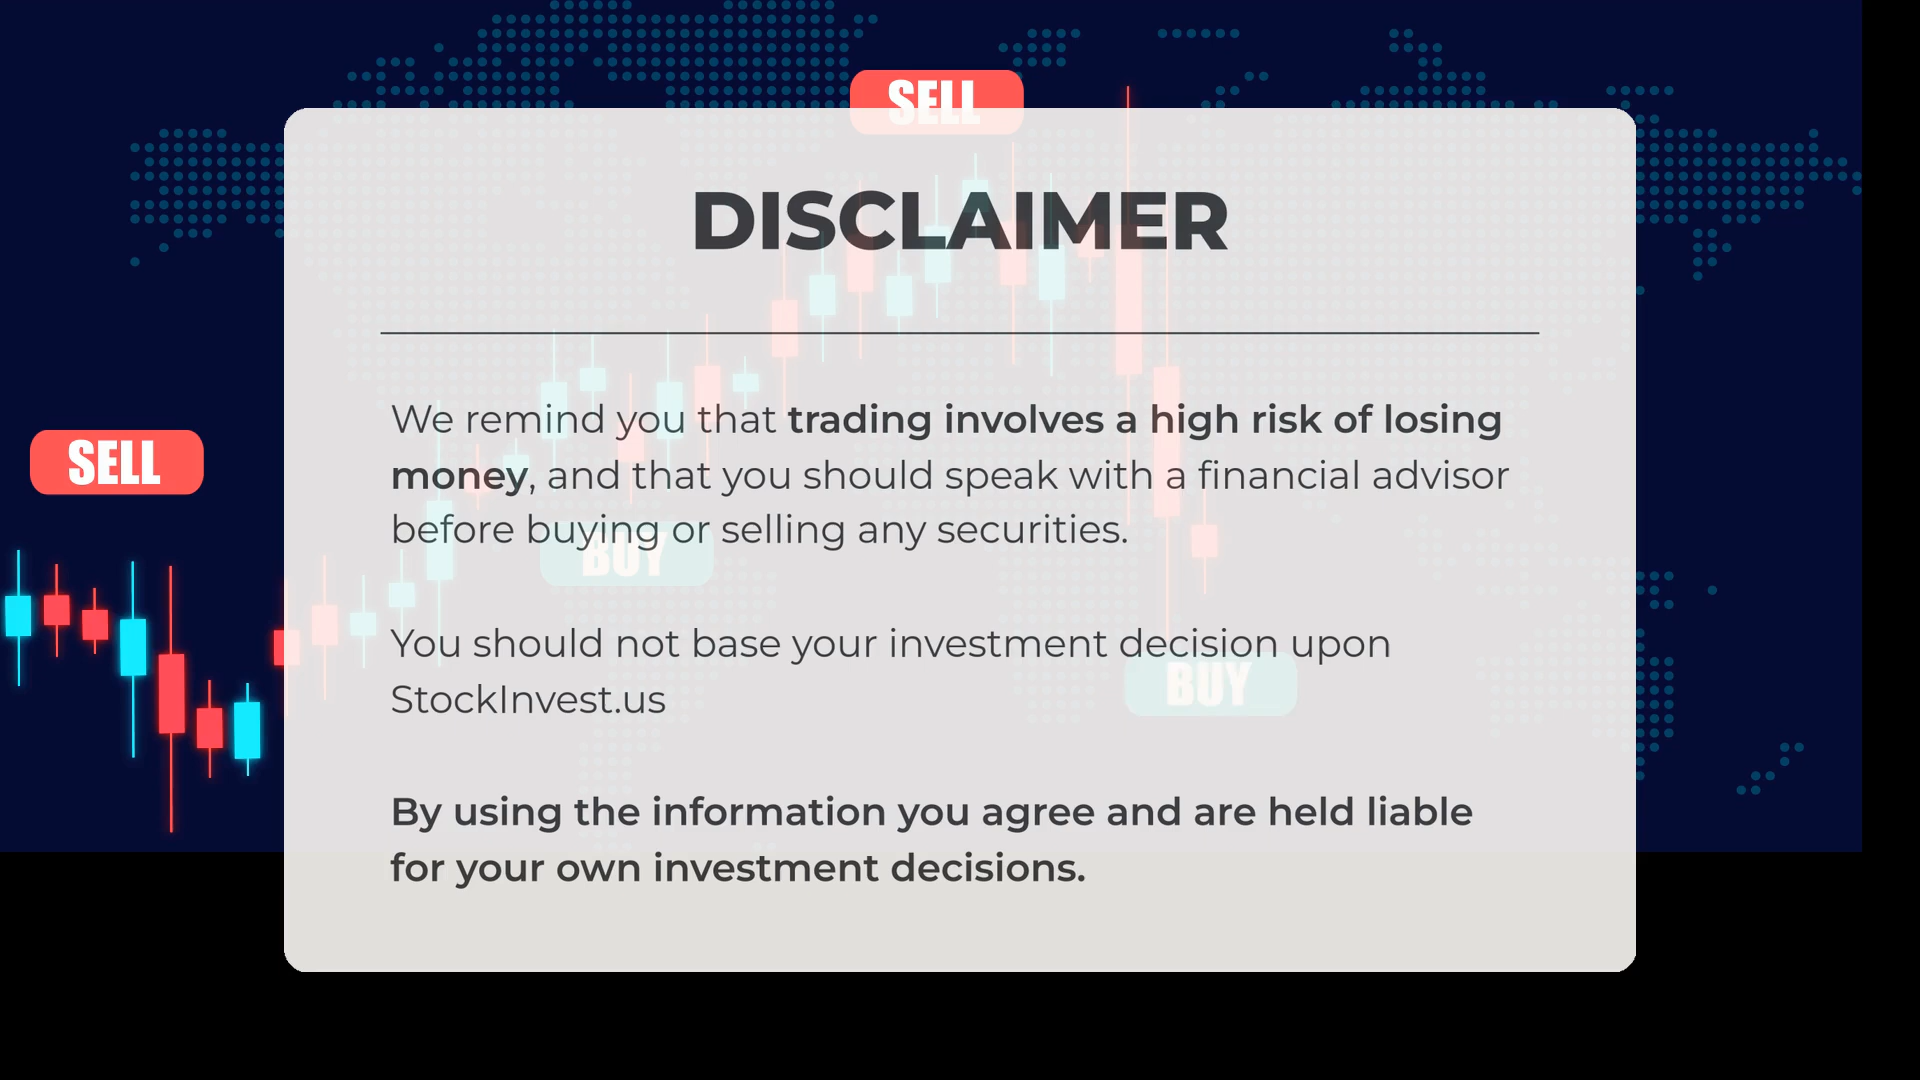 SELL
DISCLAIMER
We remind you that trading involves a high risk of losing
money, and that you should speak with a financial advisor
before buying or selling any securities.
SELL
BUY
You should not base your investment decision upon
StockInvest.us
BUY
By using the information you agree and are held liable
for your own investment decisions.